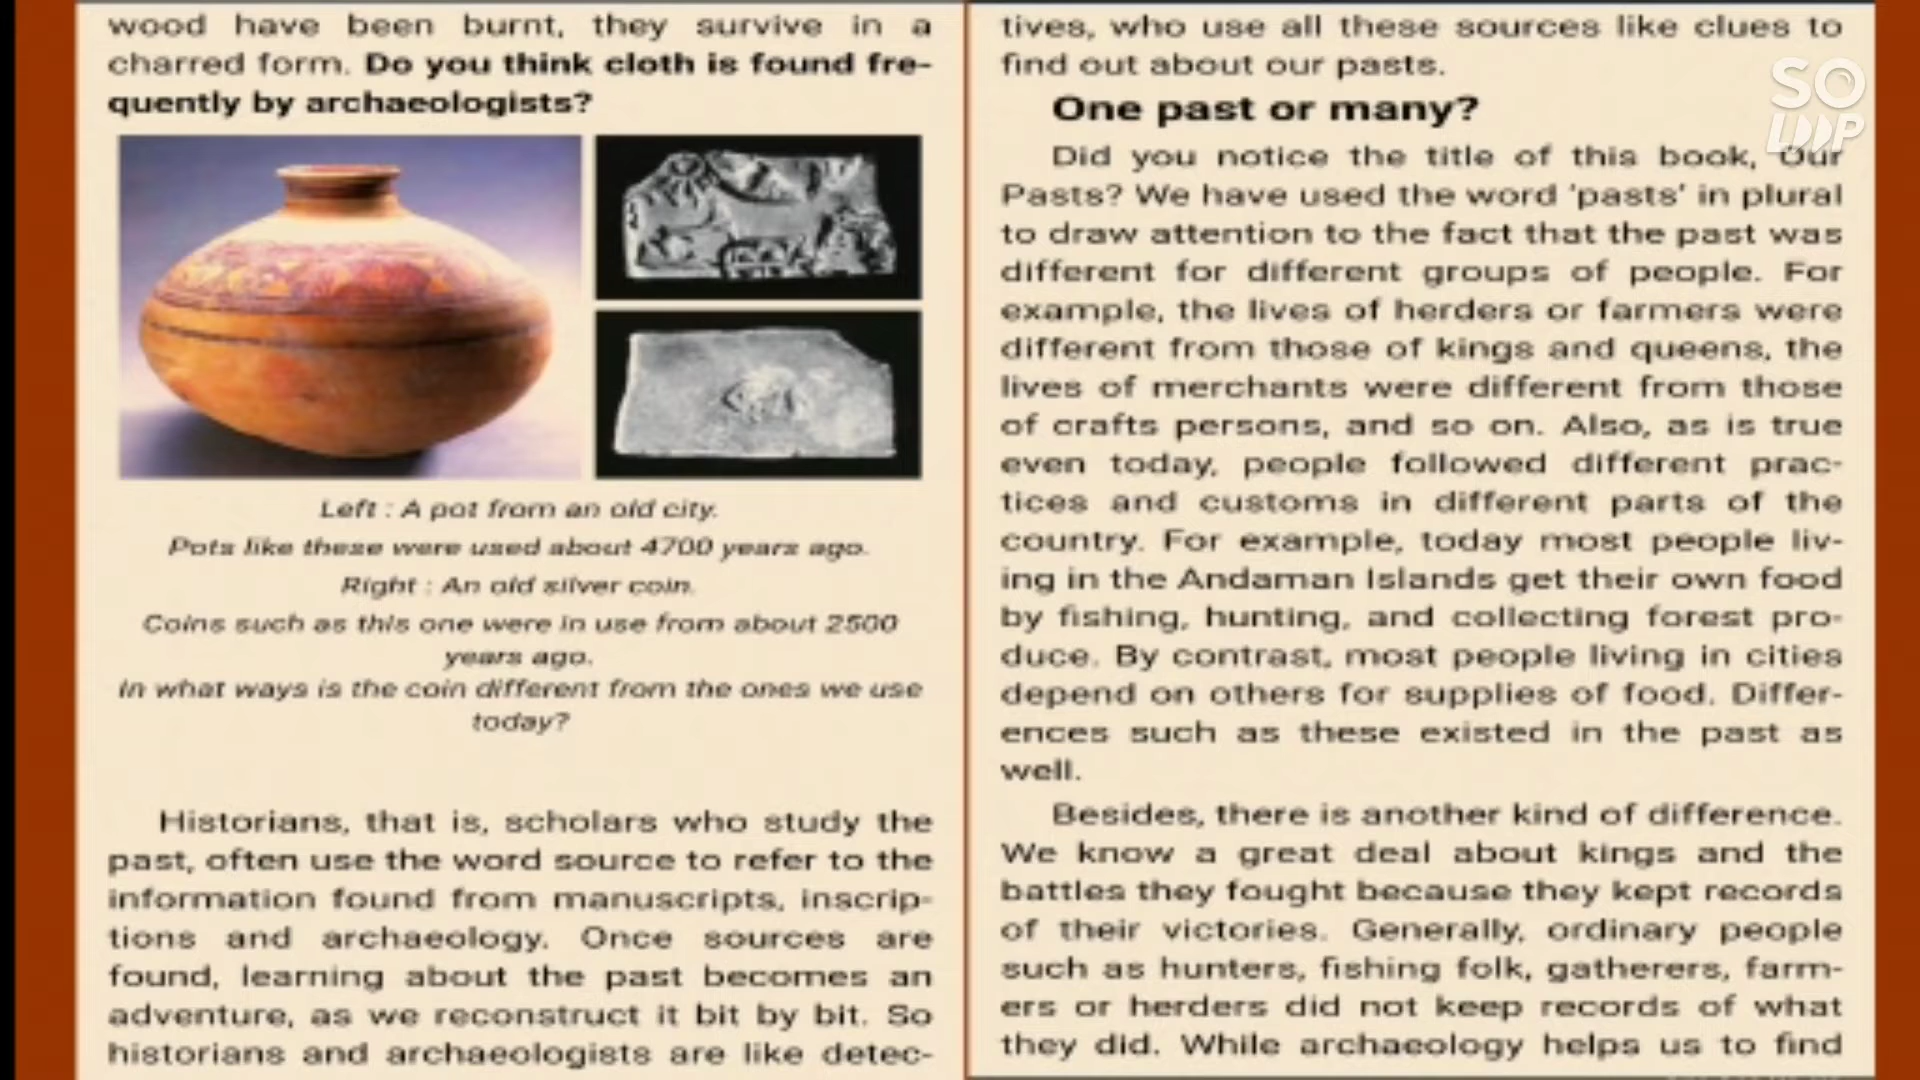 wood have been burnt, they survive in a
charred form. Do you think cloth is found fre-
quently by archaeologists?
Left : A pot from an old city.
Pots like these were used about 4700 years ago.
Right : An old silver coin.
Coins such as this one were in use from about 2500
years ago.
In what ways is the coin different from the ones we use
today?
Historians, that is, scholars who study the
past, often use the word source to refer to the
information found from manuscripts, inscrip-
tions and archaeology. Once sources are
found, learning about the past becomes an
adventure, as we reconstruct it bit by bit. So
historians and archaeologists are like detec-
tives, who use all these sources like clues to
find out about our pasts.
One past or many?
Did you notice the title of this book, Our
Pasts? We have used the word ‘pasts’ in plural
to draw attention to the fact that the past was
different for different groups of people. For
example, the lives of herders or farmers were
different from those of kings and queens, the
lives of merchants were different from those
of crafts persons, and so on. Also, as is true
even today, people followed different prac-
tices and customs in different parts of the
country. For example, today most people liv-
ing in the Andaman Islands get their own food
by fishing, hunting, and collecting forest pro-
duce. By contrast, most people living in cities
depend on others for supplies of food. Differ-
ences such as these existed in the past as
well.
Besides, there is another kind of difference.
We know a great deal about kings and the
battles they fought because they kept records
of their victories. Generally, ordinary people
such as hunters, fishing folk, gatherers, farm-
ers or herders did not keep records of what
they did. While archaeology helps us to find
SO
LOOP